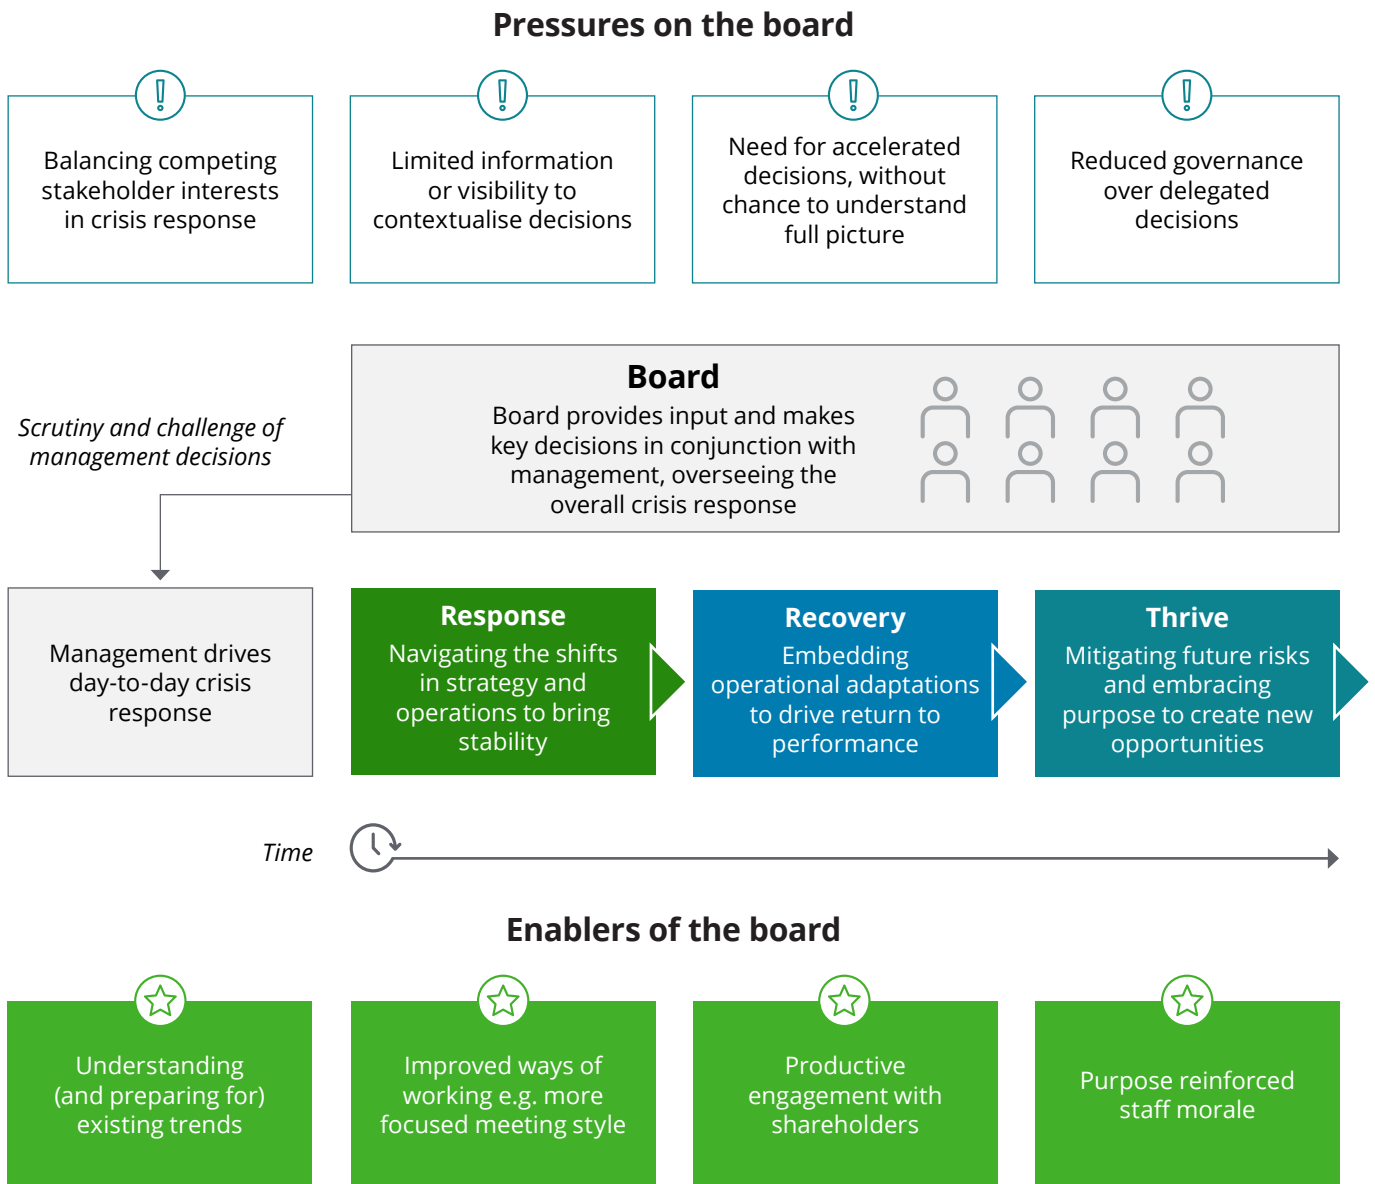 Pressures on the board
Balancing competing
stakeholder interests
in crisis response
Limited information
or visibility to
contextualise decisions
Need for accelerated
decisions, without
chance to understand
full picture
Reduced governance
over delegated
decisions
Board
Board provides input and makes
key decisions in conjunction with
management, overseeing the
overall crisis response
Scrutiny and challenge of
management decisions
Management drives
day-to-day crisis
response
Response
Navigating the shifts
in strategy and
operations to bring
stability
Recovery
Embedding
operational adaptations
to drive return to
performance
Thrive
Mitigating future risks
and embracing
purpose to create new
opportunities
Time
Enablers of the board
Understanding
(and preparing for)
existing trends
Improved ways of
working e.g. more
focused meeting style
Productive
engagement with
shareholders
Purpose reinforced
staff morale